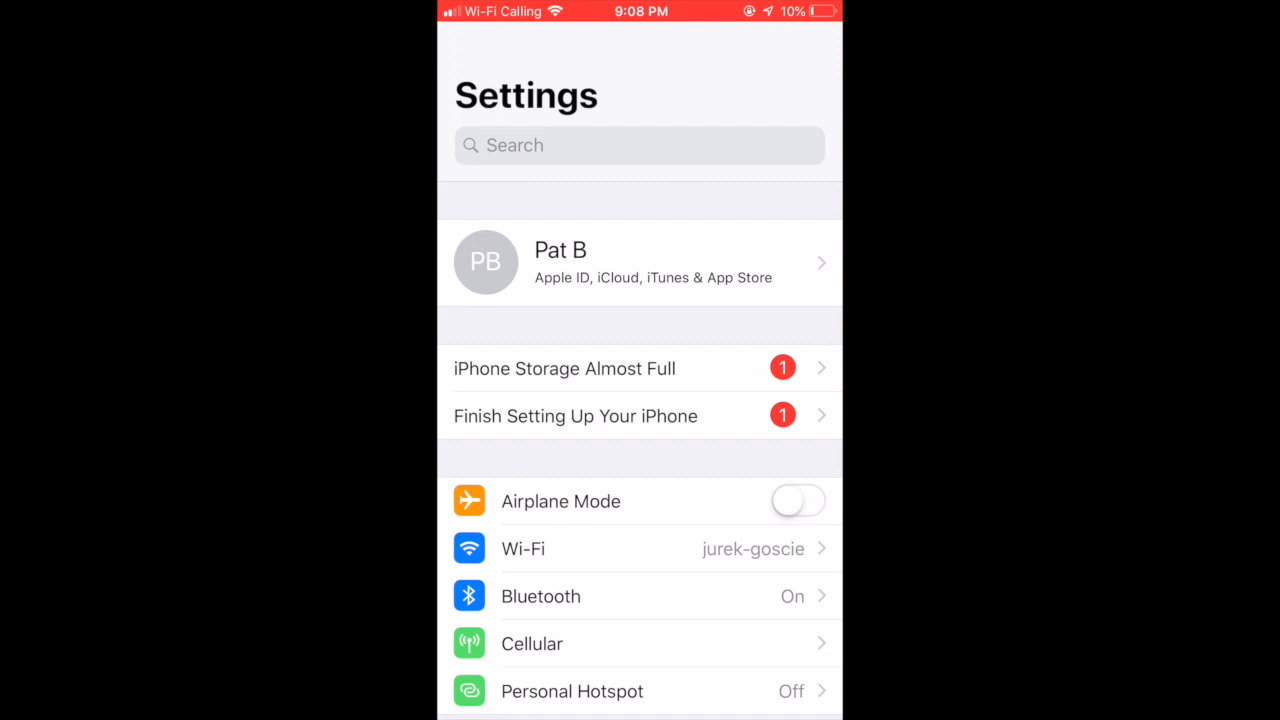 Wi-Fi Calling 9:08 PM 10%
Settings
Search
PB
Pat B
Apple ID, iCloud, iTunes & App Store
iPhone Storage Almost Full 1
Finish Setting Up Your iPhone 1
Airplane Mode
Wi-Fi jurek-goscie
Bluetooth On
Cellular
Personal Hotspot Off